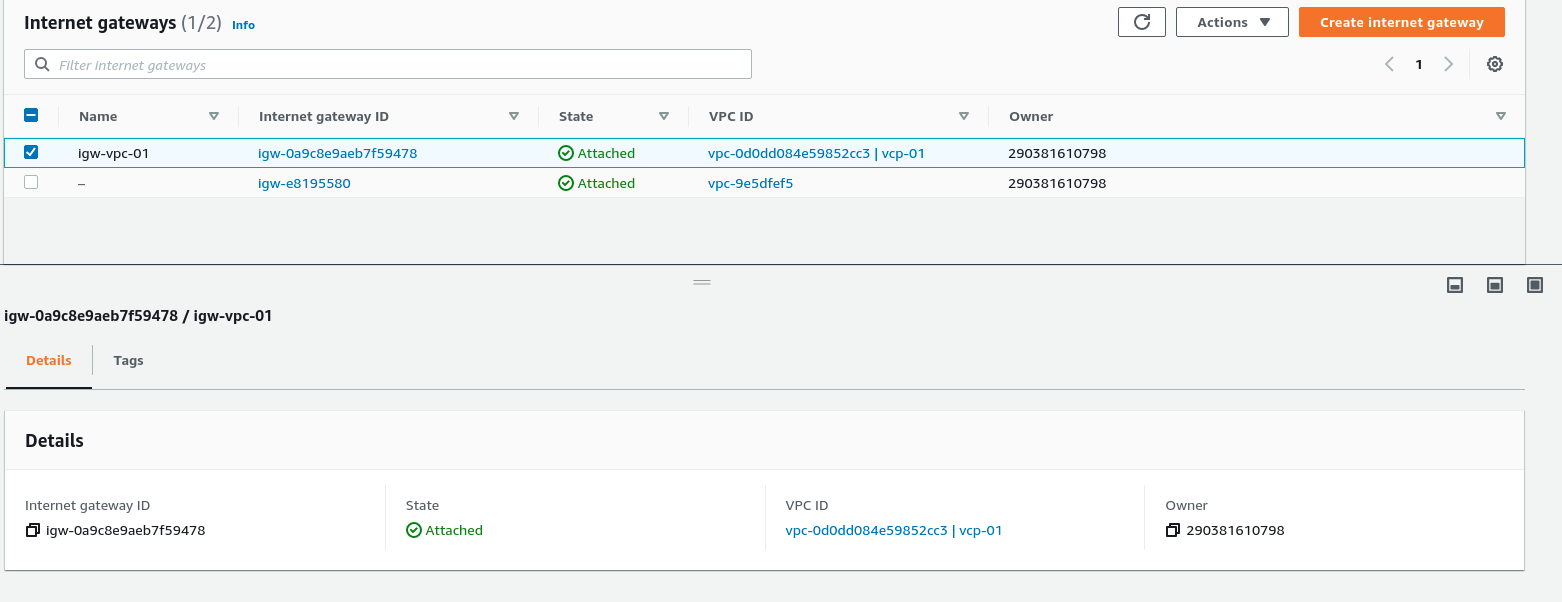 Internet gateways (1/2) Info
Actions Create internet gateway
Filter internet gateways
1
Name Internet gateway ID State VPC ID Owner
igw-vpc-01 igw-0a9c8e9aeb7f59478 Attached vpc-0d0dd084e59852cc3 | vcp-01 290381610798
– igw-e8195580 Attached vpc-9e5dfef5 290381610798
igw-0a9c8e9aeb7f59478 / igw-vpc-01
Details Tags
Details
Internet gateway ID State VPC ID Owner
igw-0a9c8e9aeb7f59478 Attached vpc-0d0dd084e59852cc3 | vcp-01 290381610798